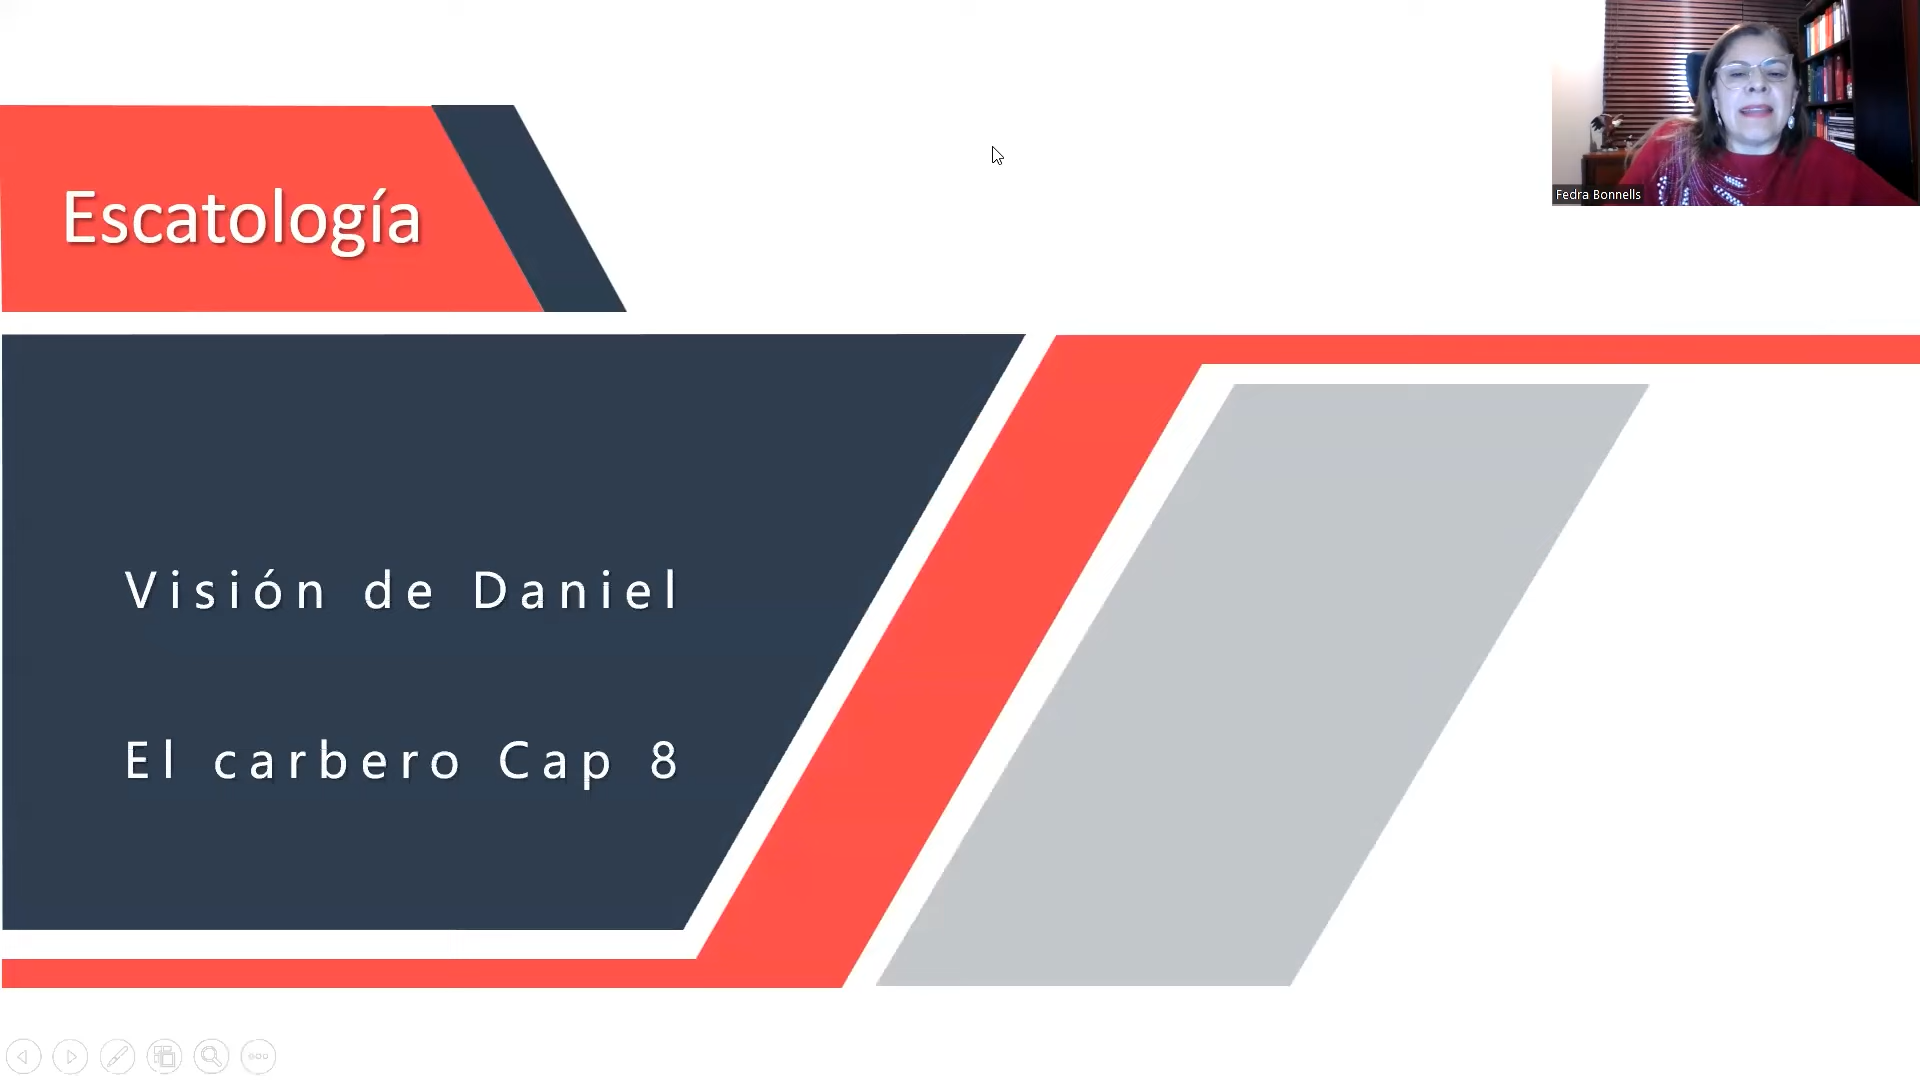 Escatología
Fedra Bonnells
Visión de Daniel
El carbero Cap 8